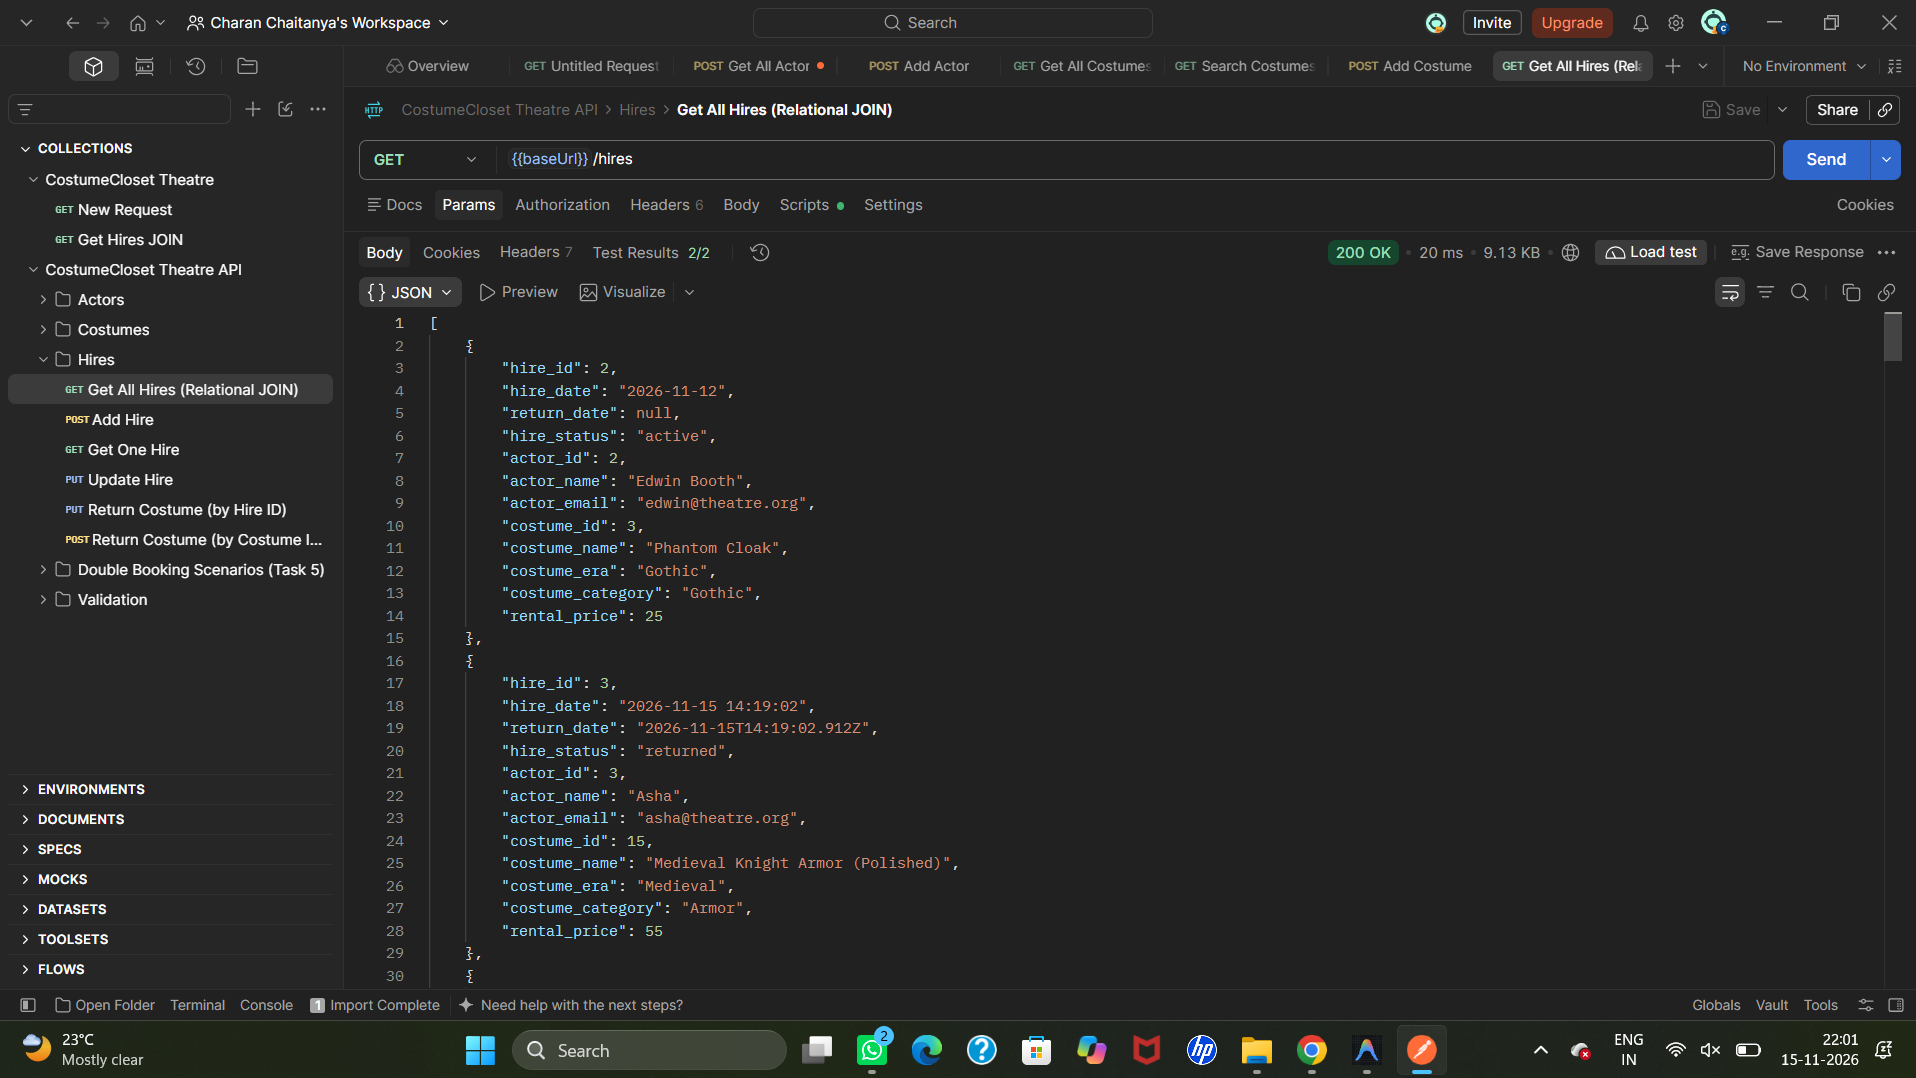 Charan Chaitanya's Workspace
Search
Invite
Upgrade
Overview
GET Untitled Request
POST Get All Actor
POST Add Actor
GET Get All Costumes
GET Search Costumes
POST Add Costume
GET Get All Hires (Rel
No Environment
CostumeCloset Theatre API > Hires > Get All Hires (Relational JOIN)
Save
Share
GET
{{baseUrl}} /hires
Send
Docs
Params
Authorization
Headers 6
Body
Scripts
Settings
Cookies
COLLECTIONS
CostumeCloset Theatre
GET New Request
GET Get Hires JOIN
CostumeCloset Theatre API
Actors
Costumes
Hires
GET Get All Hires (Relational JOIN)
POST Add Hire
GET Get One Hire
PUT Update Hire
PUT Return Costume (by Hire ID)
POST Return Costume (by Costume I...
Double Booking Scenarios (Task 5)
Validation
ENVIRONMENTS
DOCUMENTS
SPECS
MOCKS
DATASETS
TOOLSETS
FLOWS
Body
Cookies
Headers 7
Test Results 2/2
200 OK • 20 ms • 9.13 KB
Load test
e.g. Save Response
{} JSON
Preview
Visualize
1 [
2 {
3 "hire_id": 2,
4 "hire_date": "2026-11-12",
5 "return_date": null,
6 "hire_status": "active",
7 "actor_id": 2,
8 "actor_name": "Edwin Booth",
9 "actor_email": "edwin@theatre.org",
10 "costume_id": 3,
11 "costume_name": "Phantom Cloak",
12 "costume_era": "Gothic",
13 "costume_category": "Gothic",
14 "rental_price": 25
15 },
16 {
17 "hire_id": 3,
18 "hire_date": "2026-11-15 14:19:02",
19 "return_date": "2026-11-15T14:19:02.912Z",
20 "hire_status": "returned",
21 "actor_id": 3,
22 "actor_name": "Asha",
23 "actor_email": "asha@theatre.org",
24 "costume_id": 15,
25 "costume_name": "Medieval Knight Armor (Polished)",
26 "costume_era": "Medieval",
27 "costume_category": "Armor",
28 "rental_price": 55
29 },
30 {
Open Folder
Terminal
Console
1 Import Complete
Need help with the next steps?
Globals
Vault
Tools
23°C
Mostly clear
Search
2
hp
ENG
IN
22:01
15-11-2026